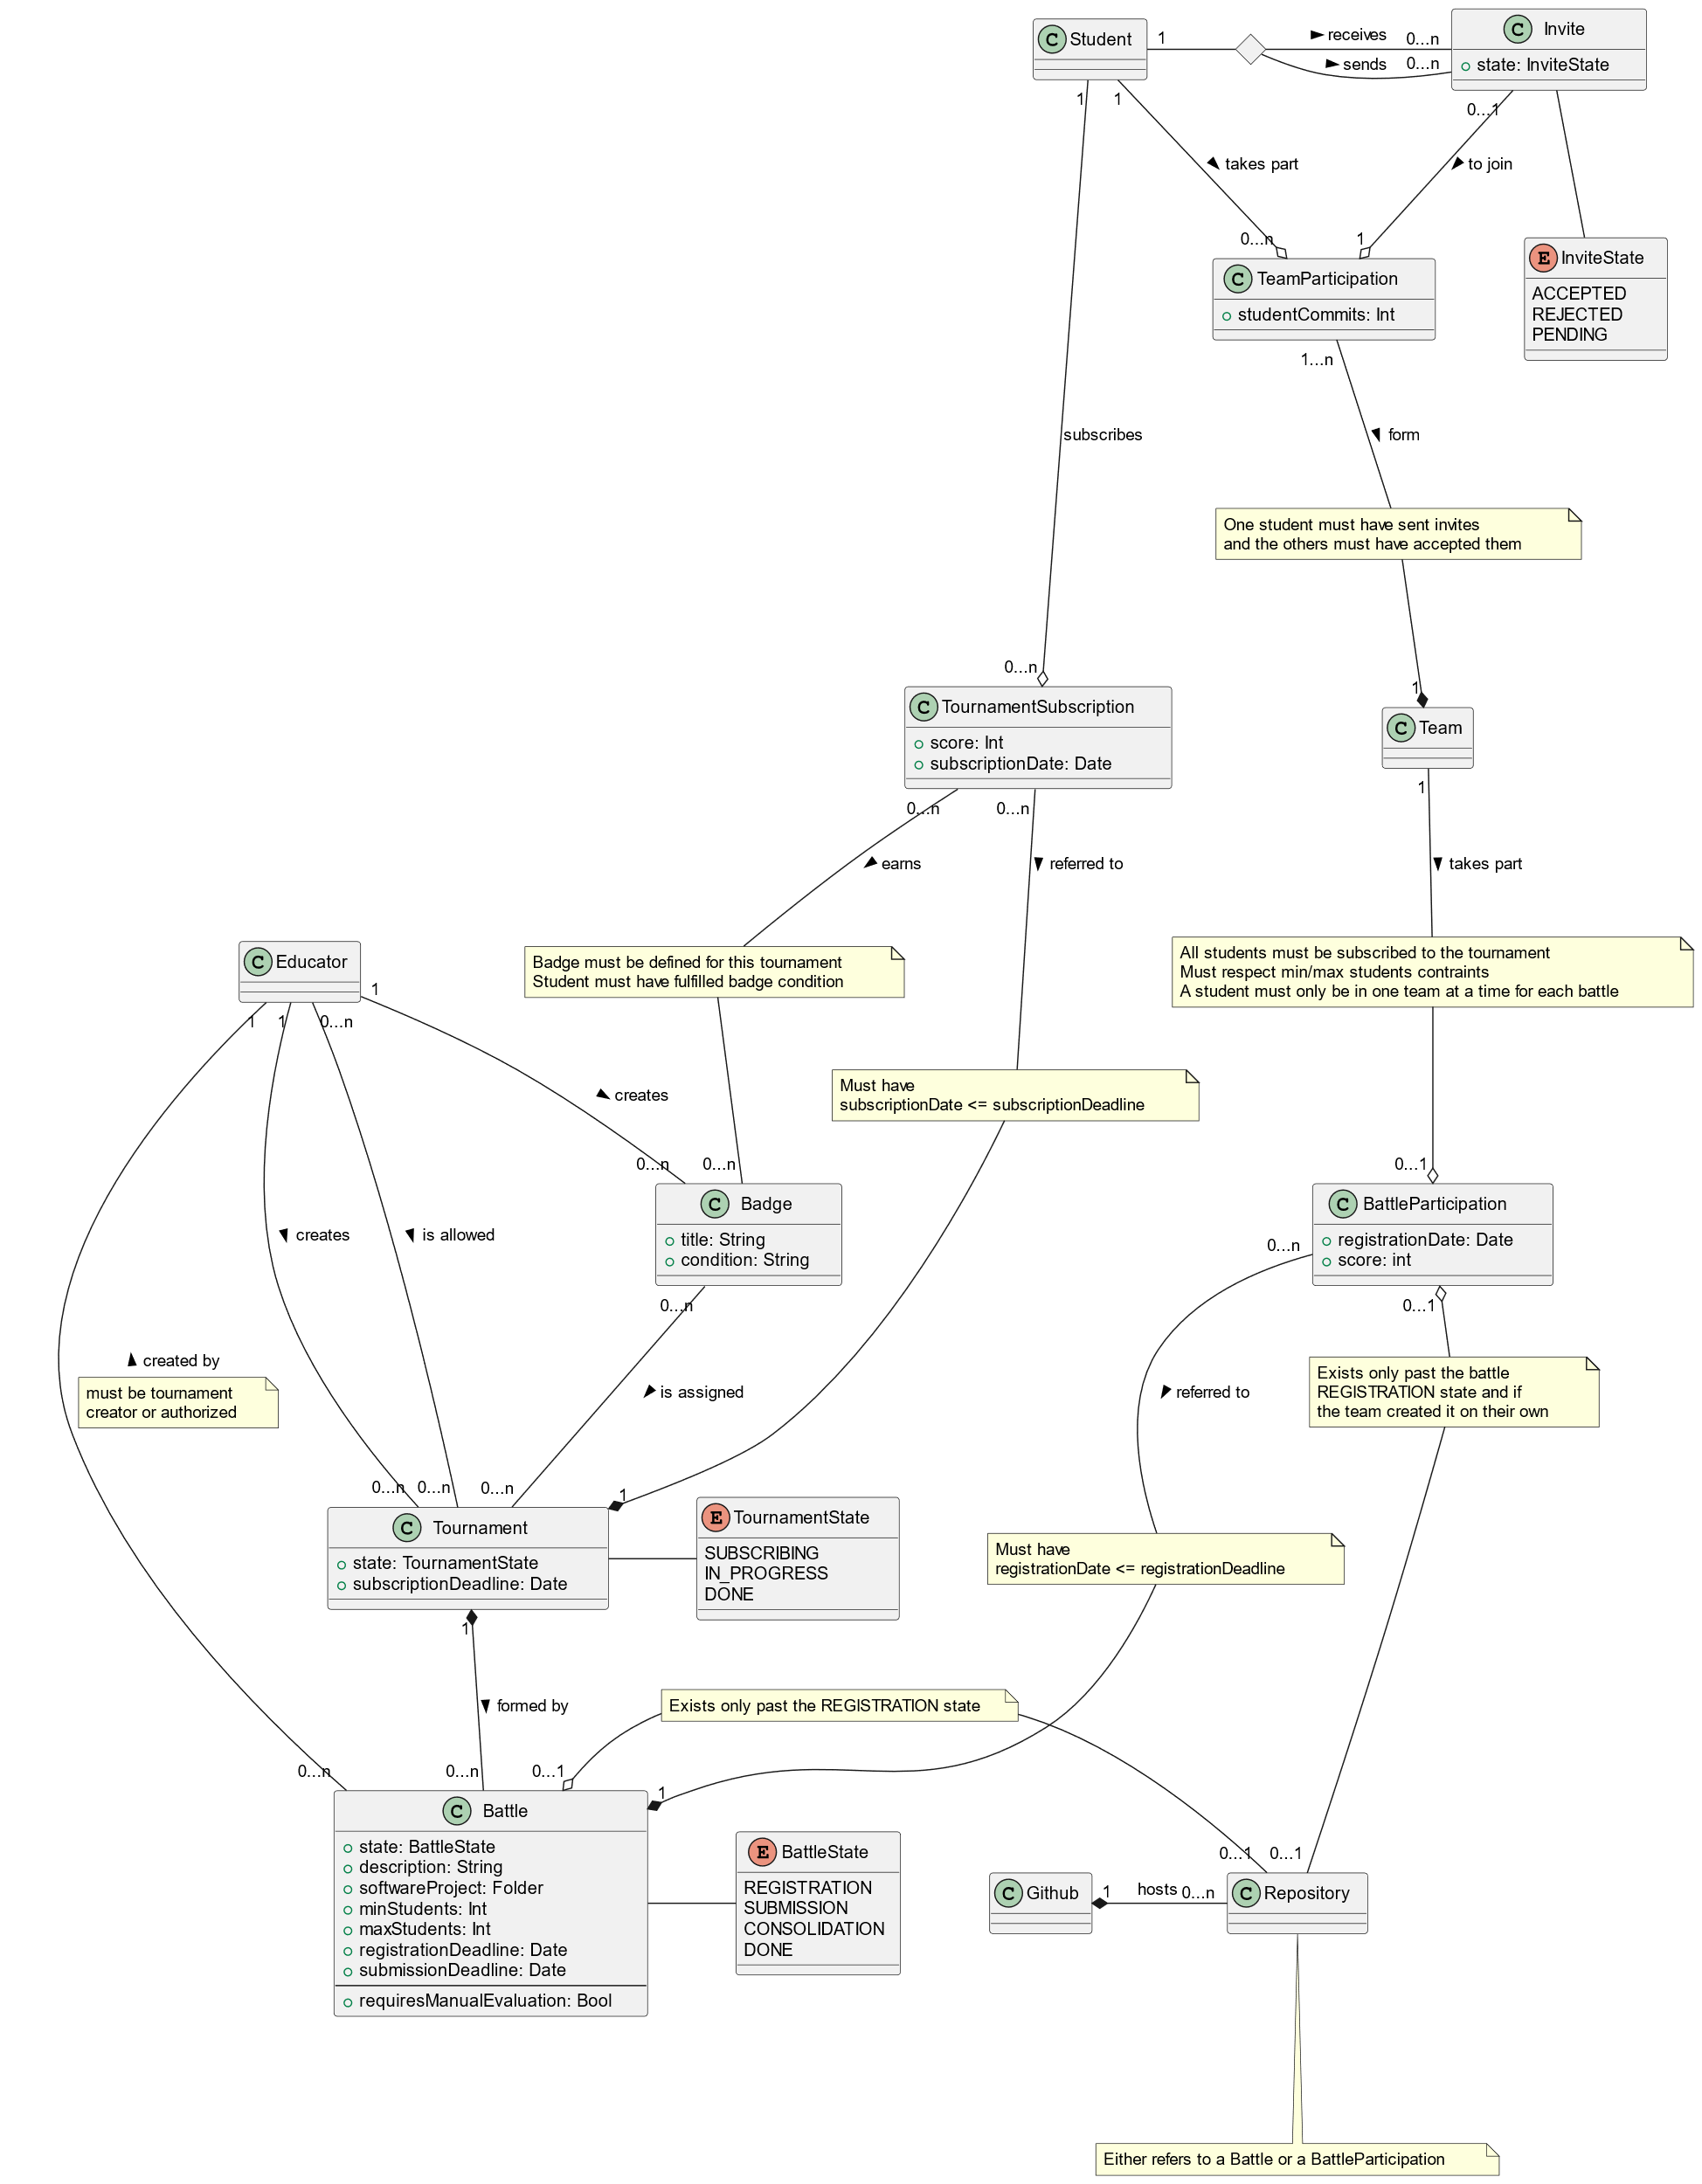 C Student
1
receives
0...n
sends
0...n
C Invite
state: InviteState
1
1
0...1
takes part
to join
0...n
1
C TeamParticipation
studentCommits: Int
E InviteState
ACCEPTED
REJECTED
PENDING
1...n
subscribes
form
One student must have sent invites
and the others must have accepted them
0...n
1
C TournamentSubscription
score: Int
subscriptionDate: Date
C Team
0...n
0...n
1
earns
referred to
takes part
C Educator
Badge must be defined for this tournament
Student must have fulfilled badge condition
All students must be subscribed to the tournament
Must respect min/max students contraints
A student must only be in one team at a time for each battle
1
1
1
0...n
creates
Must have
subscriptionDate <= subscriptionDeadline
0...n
0...n
0...1
C Badge
title: String
condition: String
C BattleParticipation
registrationDate: Date
score: int
creates
is allowed
0...n
0...n
0...1
created by
must be tournament
creator or authorized
is assigned
referred to
Exists only past the battle
REGISTRATION state and if
the team created it on their own
0...n
0...n
0...n
1
C Tournament
state: TournamentState
subscriptionDeadline: Date
E TournamentState
SUBSCRIBING
IN_PROGRESS
DONE
Must have
registrationDate <= registrationDeadline
1
formed by
Exists only past the REGISTRATION state
0...n
0...n
0...1
1
C Battle
state: BattleState
description: String
softwareProject: Folder
minStudents: Int
maxStudents: Int
registrationDeadline: Date
submissionDeadline: Date
requiresManualEvaluation: Bool
E BattleState
REGISTRATION
SUBMISSION
CONSOLIDATION
DONE
0...1
0...1
C Github
1
hosts
0...n
C Repository
Either refers to a Battle or a BattleParticipation